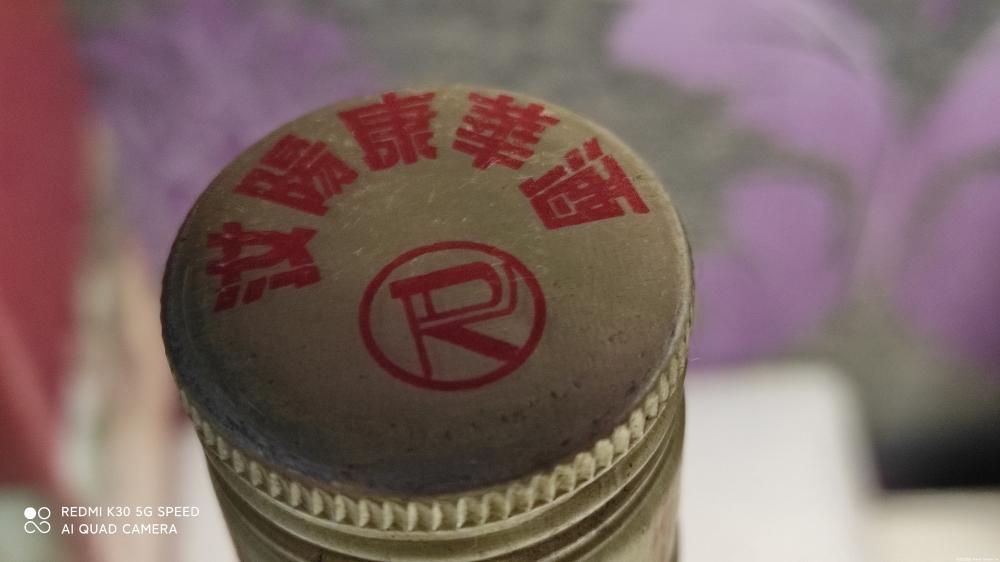 汝陽康華酒
R
REDMI K30 5G SPEED
AI QUAD CAMERA